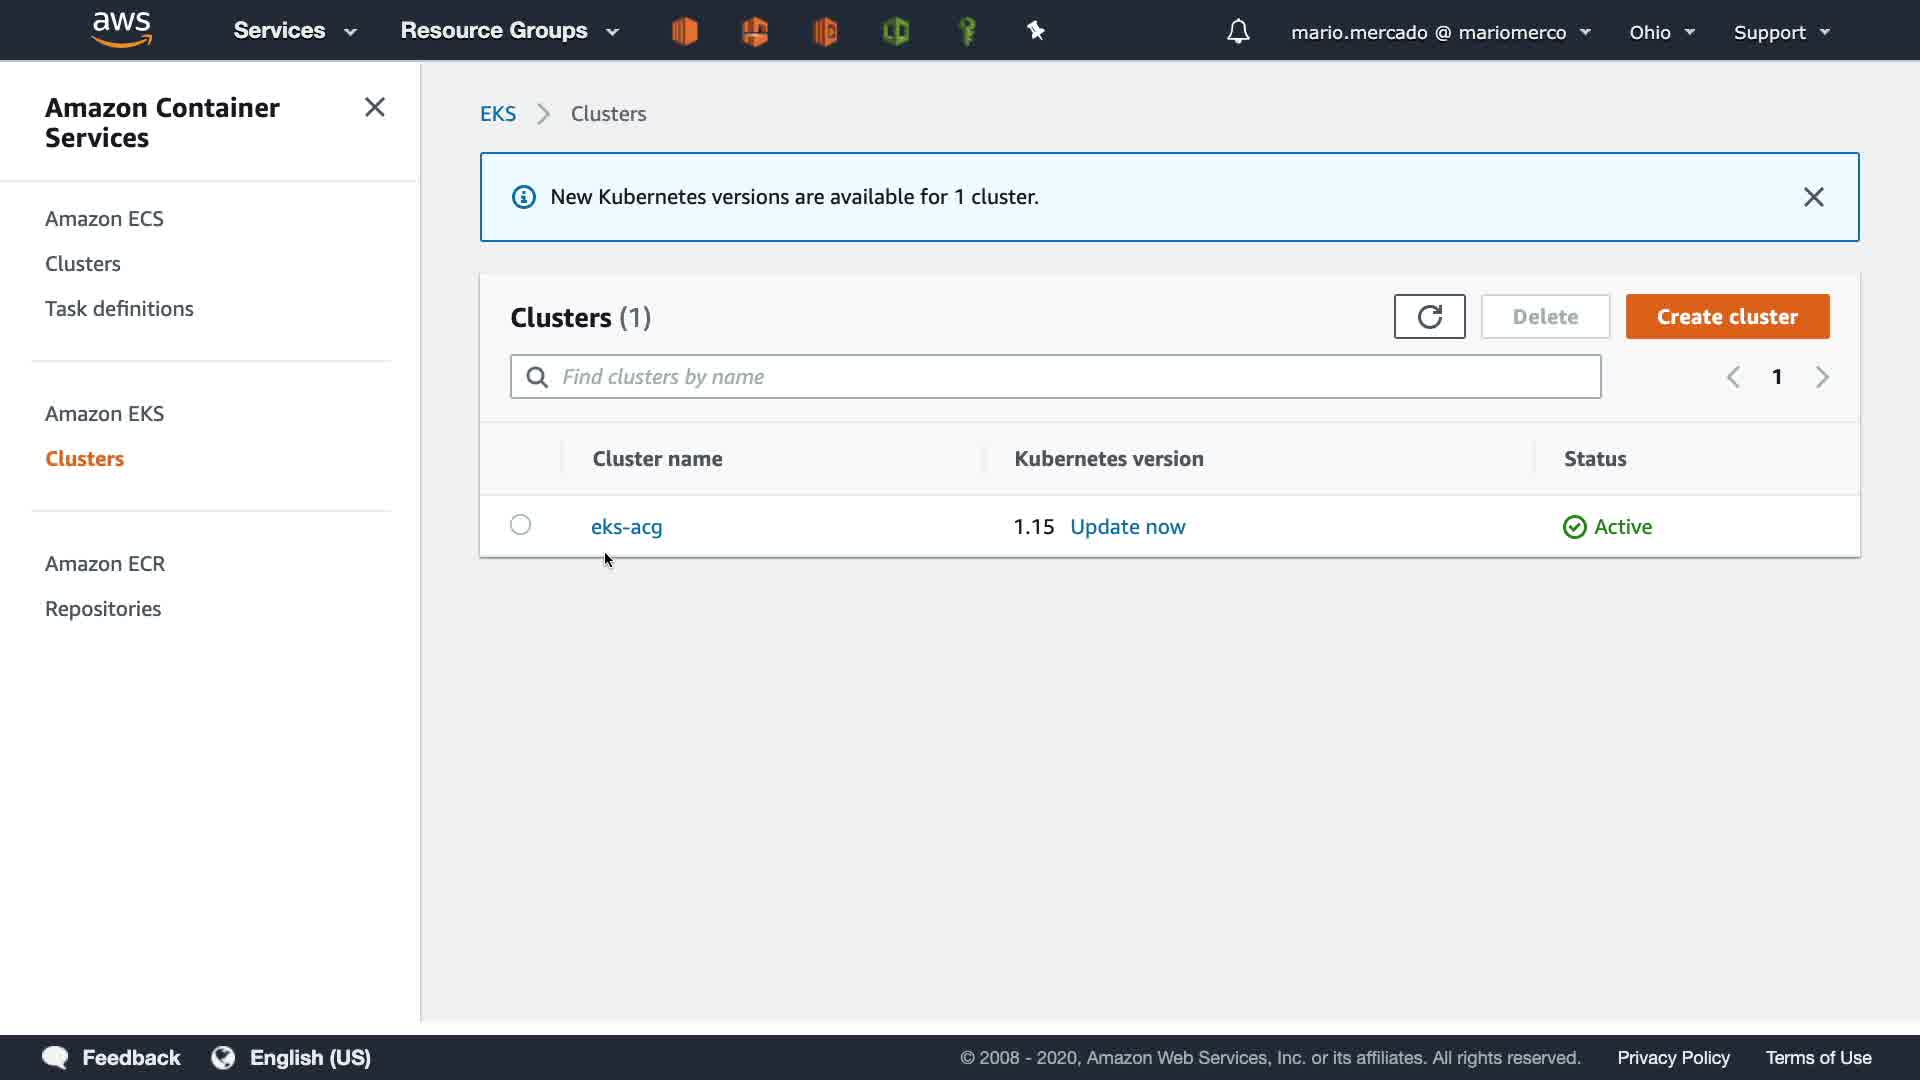 aws
Services
Resource Groups
mario.mercado @ mariomerco
Ohio
Support
Amazon Container
Services
Amazon ECS
Clusters
Task definitions
Amazon EKS
Clusters
Amazon ECR
Repositories
EKS
Clusters
New Kubernetes versions are available for 1 cluster.
Clusters (1)
Delete
Create cluster
Find clusters by name
1
Cluster name
Kubernetes version
Status
eks-acg
1.15 Update now
Active
Feedback
English (US)
© 2008 - 2020, Amazon Web Services, Inc. or its affiliates. All rights reserved.
Privacy Policy
Terms of Use